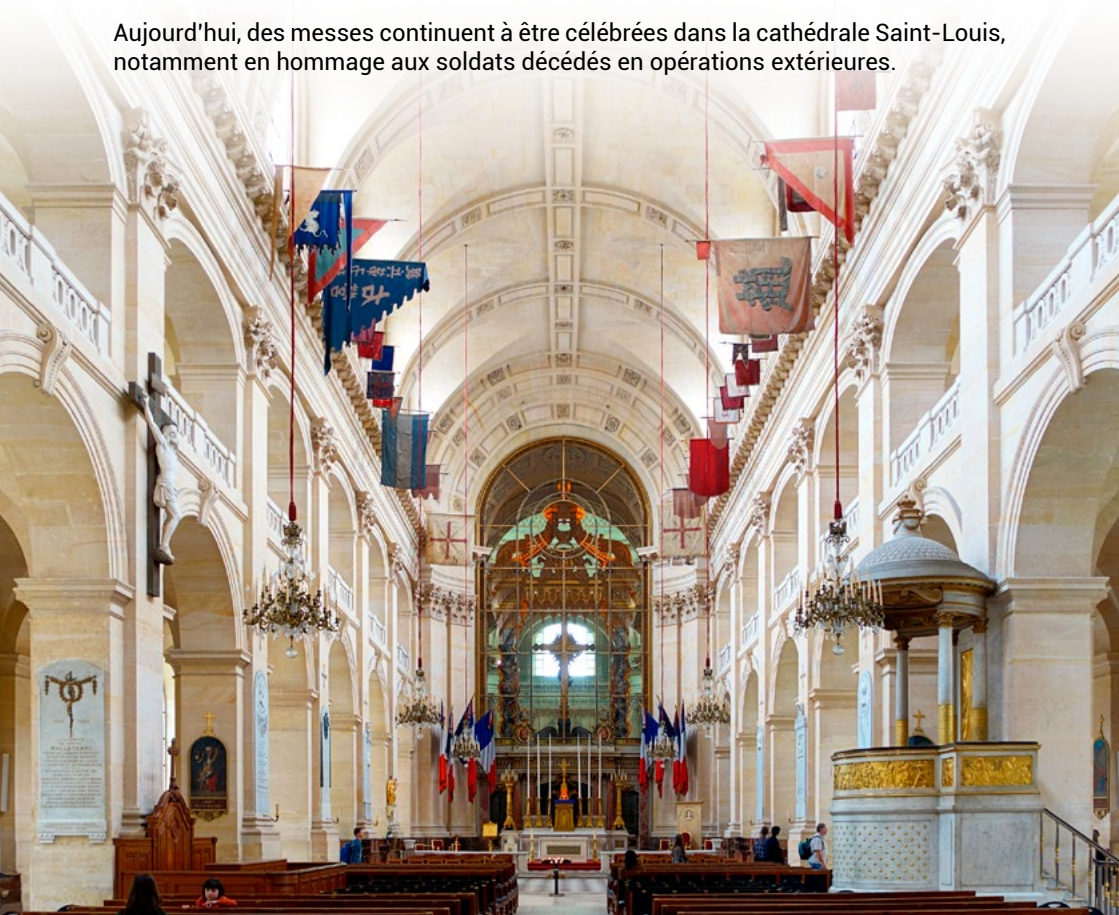 Aujourd'hui, des messes continuent à être célébrées dans la cathédrale Saint-Louis,
notamment en hommage aux soldats décédés en opérations extérieures.